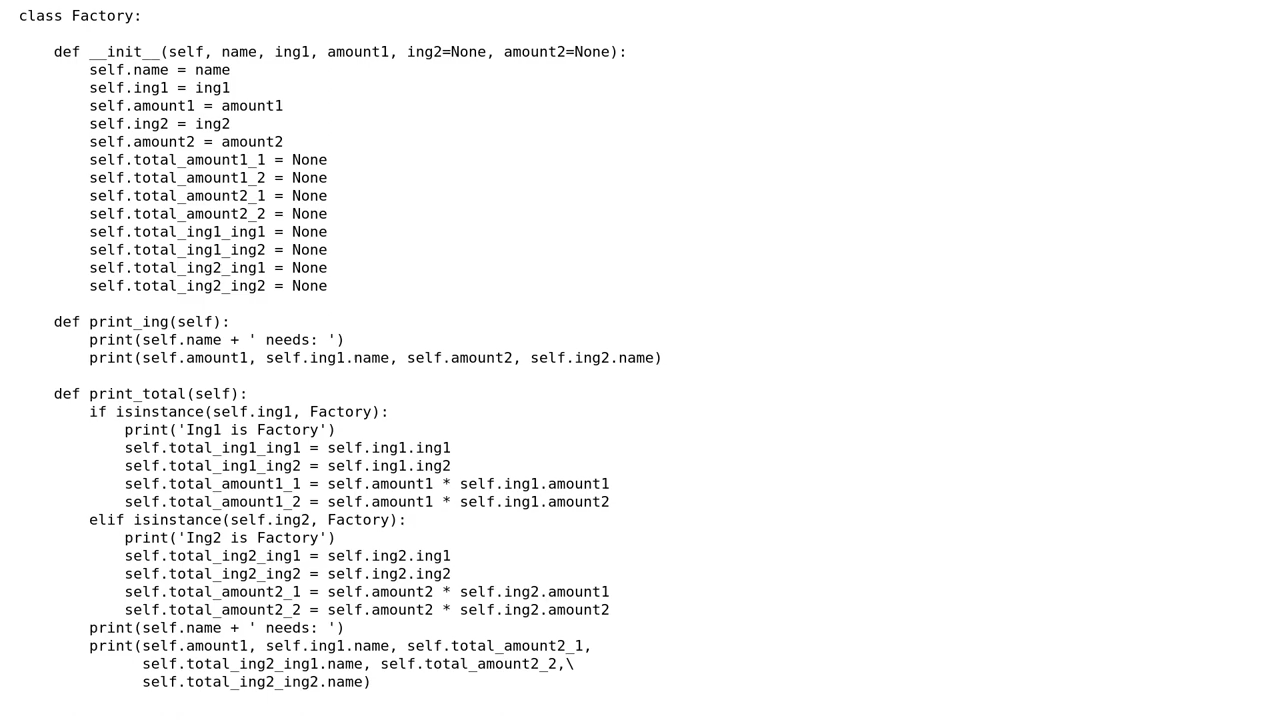 class Factory:
    def __init__(self, name, ing1, amount1, ing2=None, amount2=None):
        self.name = name
        self.ing1 = ing1
        self.amount1 = amount1
        self.ing2 = ing2
        self.amount2 = amount2
        self.total_amount1_1 = None
        self.total_amount1_2 = None
        self.total_amount2_1 = None
        self.total_amount2_2 = None
        self.total_ing1_ing1 = None
        self.total_ing1_ing2 = None
        self.total_ing2_ing1 = None
        self.total_ing2_ing2 = None
    def print_ing(self):
        print(self.name + ' needs: ')
        print(self.amount1, self.ing1.name, self.amount2, self.ing2.name)
    def print_total(self):
        if isinstance(self.ing1, Factory):
            print('Ing1 is Factory')
            self.total_ing1_ing1 = self.ing1.ing1
            self.total_ing1_ing2 = self.ing1.ing2
            self.total_amount1_1 = self.amount1 * self.ing1.amount1
            self.total_amount1_2 = self.amount1 * self.ing1.amount2
        elif isinstance(self.ing2, Factory):
            print('Ing2 is Factory')
            self.total_ing2_ing1 = self.ing2.ing1
            self.total_ing2_ing2 = self.ing2.ing2
            self.total_amount2_1 = self.amount2 * self.ing2.amount1
            self.total_amount2_2 = self.amount2 * self.ing2.amount2
        print(self.name + ' needs: ')
        print(self.amount1, self.ing1.name, self.total_amount2_1,
              self.total_ing2_ing1.name, self.total_amount2_2,\
              self.total_ing2_ing2.name)